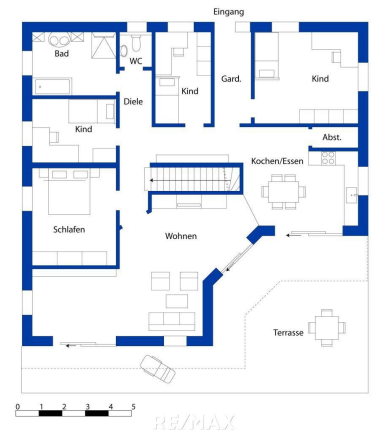 Eingang
Bad
WC
Kind
Gard.
Kind
Diele
Kind
Abst.
Kochen/Essen
Schlafen
Wohnen
Terrasse
0 1 2 3 4 5
RE/MAX